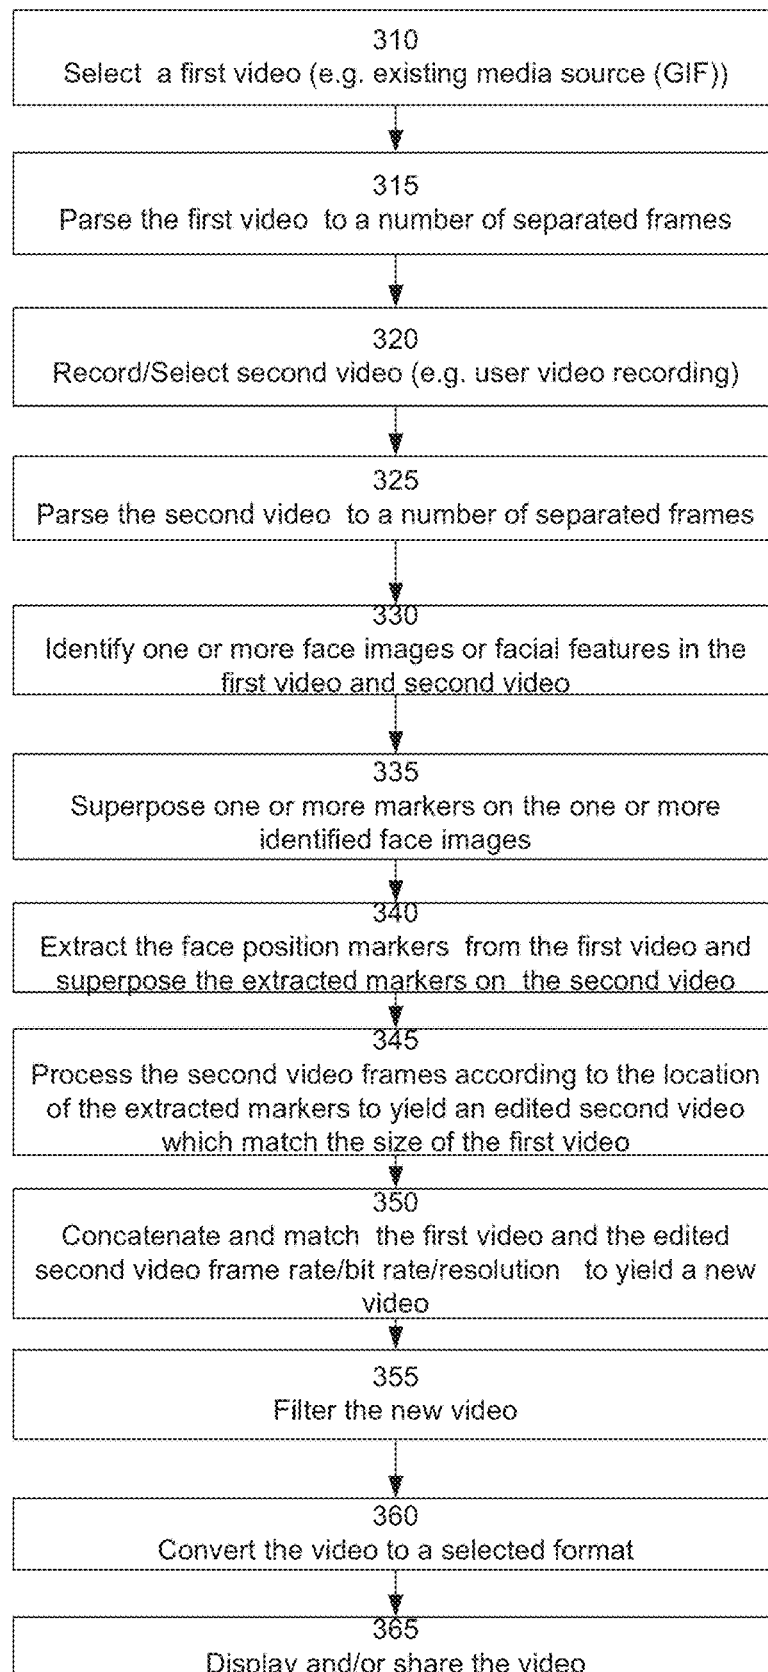 310
Select a first video (e.g. existing media source (GIF))
315
Parse the first video to a number of separated frames
320
Record/Select second video (e.g. user video recording)
325
Parse the second video to a number of separated frames
330
Identify one or more face images or facial features in the
first video and second video
335
Superpose one or more markers on the one or more
identified face images
340
Extract the face position markers from the first video and
superpose the extracted markers on the second video
345
Process the second video frames according to the location
of the extracted markers to yield an edited second video
which match the size of the first video
350
Concatenate and match the first video and the edited
second video frame rate/bit rate/resolution to yield a new
video
355
Filter the new video
360
Convert the video to a selected format
365
Display and/or share the video